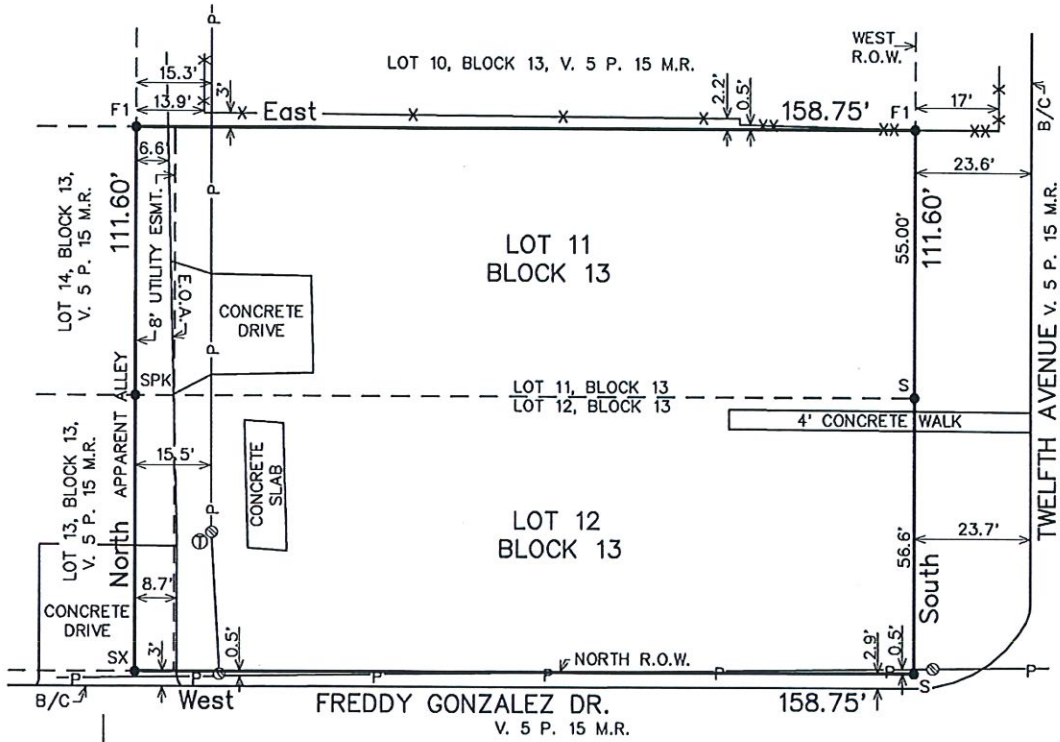 P
15.3'
13.9'
3'
LOT 10, BLOCK 13, V. 5 P. 15 M.R.
WEST
R.O.W.
2.2'
0.5'
17'
B/C
F1
East
158.75'
F1
6.6'
23.6'
LOT 14, BLOCK 13,
V. 5 P. 15 M.R.
111.60'
8' UTILITY ESMT.
E.O.A.
P
LOT 11
BLOCK 13
55.00'
111.60'
TWELFTH AVENUE V. 5 P. 15 M.R.
CONCRETE
DRIVE
P
SPK
LOT 11, BLOCK 13
LOT 12, BLOCK 13
S
4' CONCRETE WALK
APPARENT ALLEY
15.5'
P
CONCRETE
SLAB
LOT 13, BLOCK 13,
V. 5 P. 15 M.R.
North
T
LOT 12
BLOCK 13
56.6'
South
23.7'
8.7'
CONCRETE
DRIVE
SX
3'
0.5'
NORTH R.O.W.
2.9'
0.5'
P P P P P P P
S
B/C
West
FREDDY GONZALEZ DR.
158.75'
V. 5 P. 15 M.R.